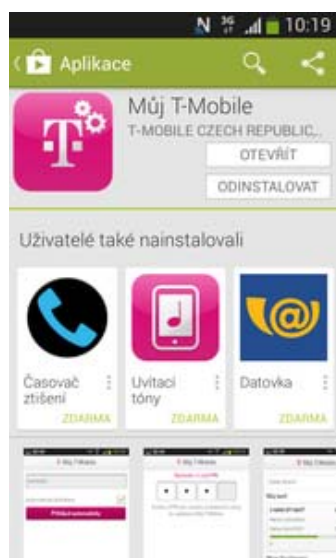 3G 10:19
Aplikace
Můj T-Mobile
T-MOBILE CZECH REPUBLIC,..
OTEVŘÍT
ODINSTALOVAT
Uživatelé také nainstalovali
Časovač ztišení
ZDARMA
Uvítací tóny
ZDARMA
Datovka
ZDARMA